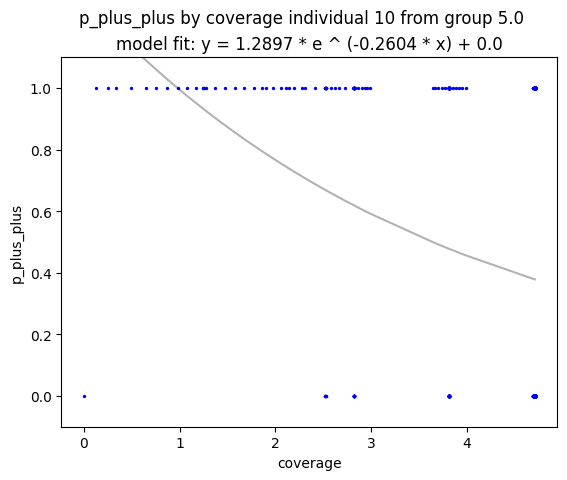 p_plus_plus by coverage individual 10 from group 5.0
model fit: y = 1.2897 * e ^ (-0.2604 * x) + 0.0
1.0
0.8
0.6
0.4
0.2
0.0
p_plus_plus
0 1 2 3 4
coverage